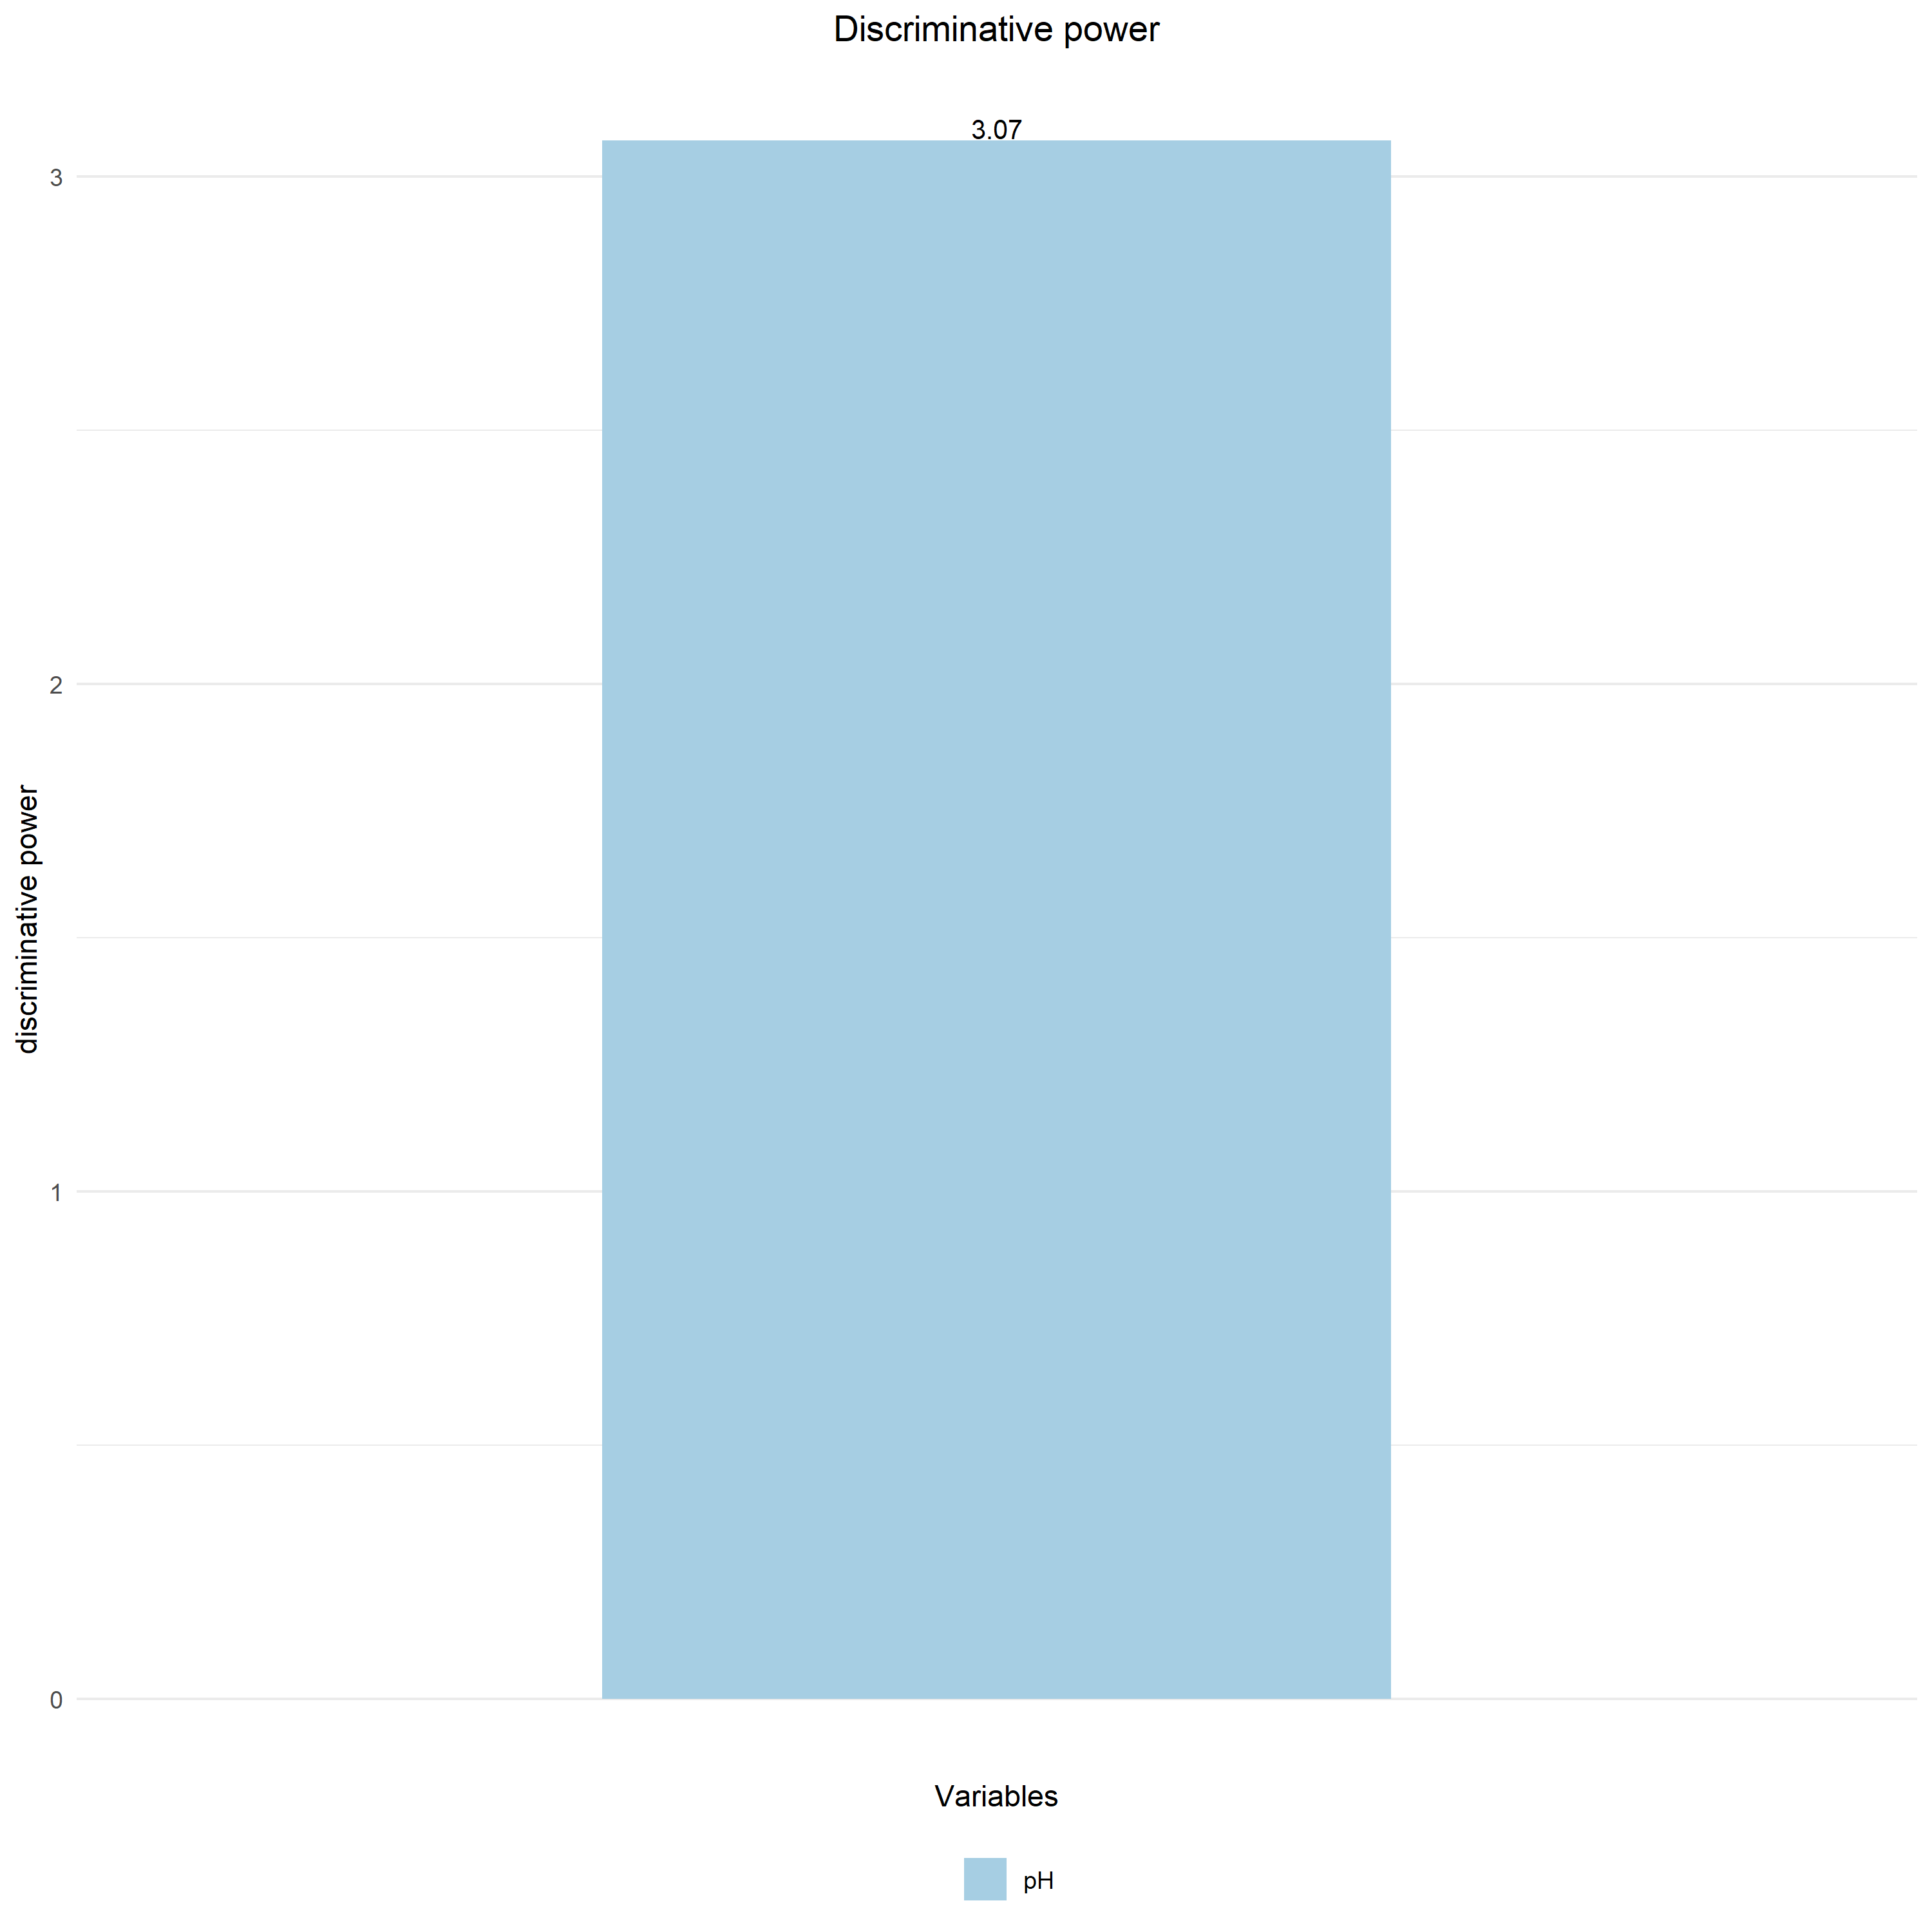 Discriminative power
3.07
3
2
1
0
discriminative power
Variables
pH